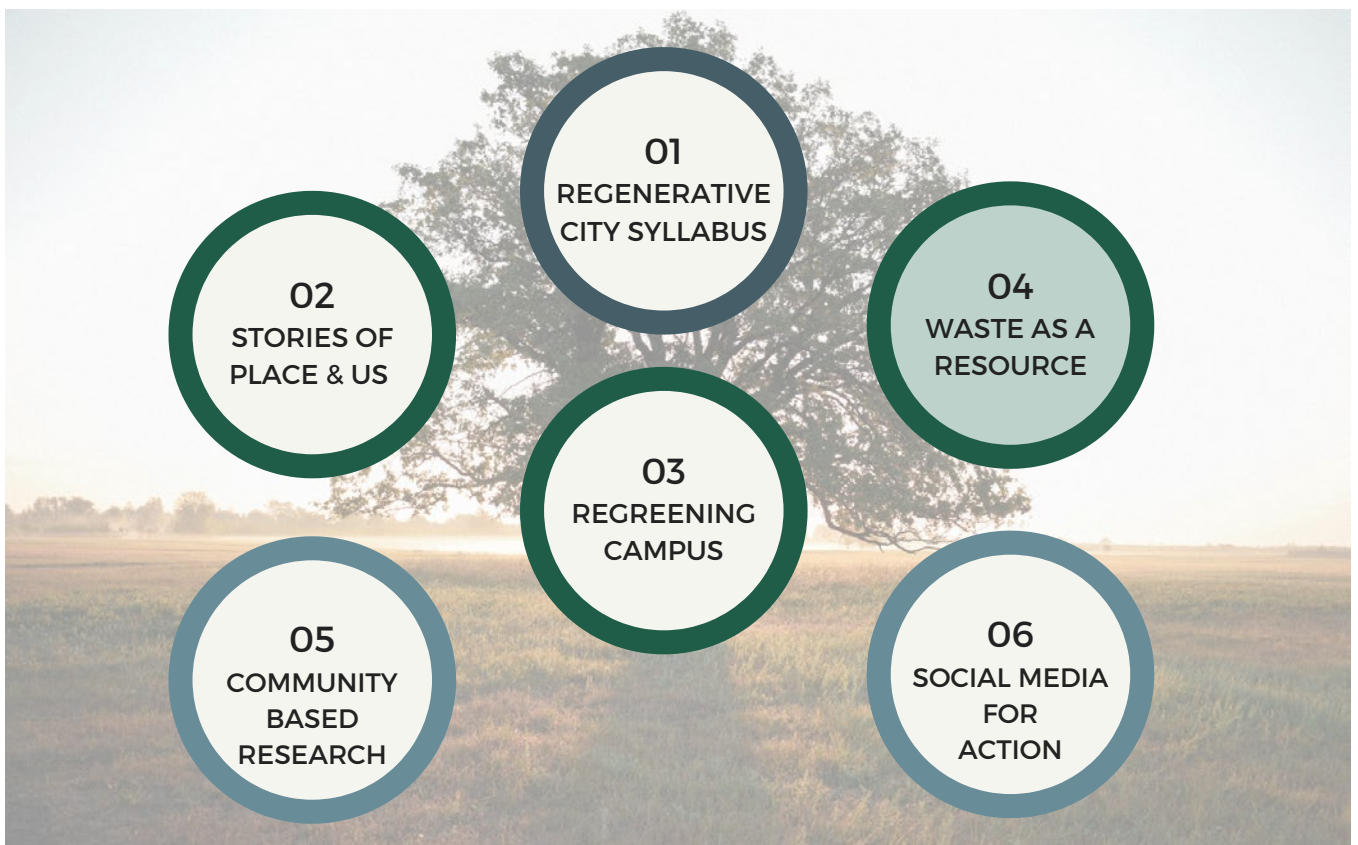 01
REGENERATIVE
CITY SYLLABUS
02
STORIES OF
PLACE & US
03
REGREENING
CAMPUS
04
WASTE AS A
RESOURCE
05
COMMUNITY
BASED
RESEARCH
06
SOCIAL MEDIA
FOR
ACTION